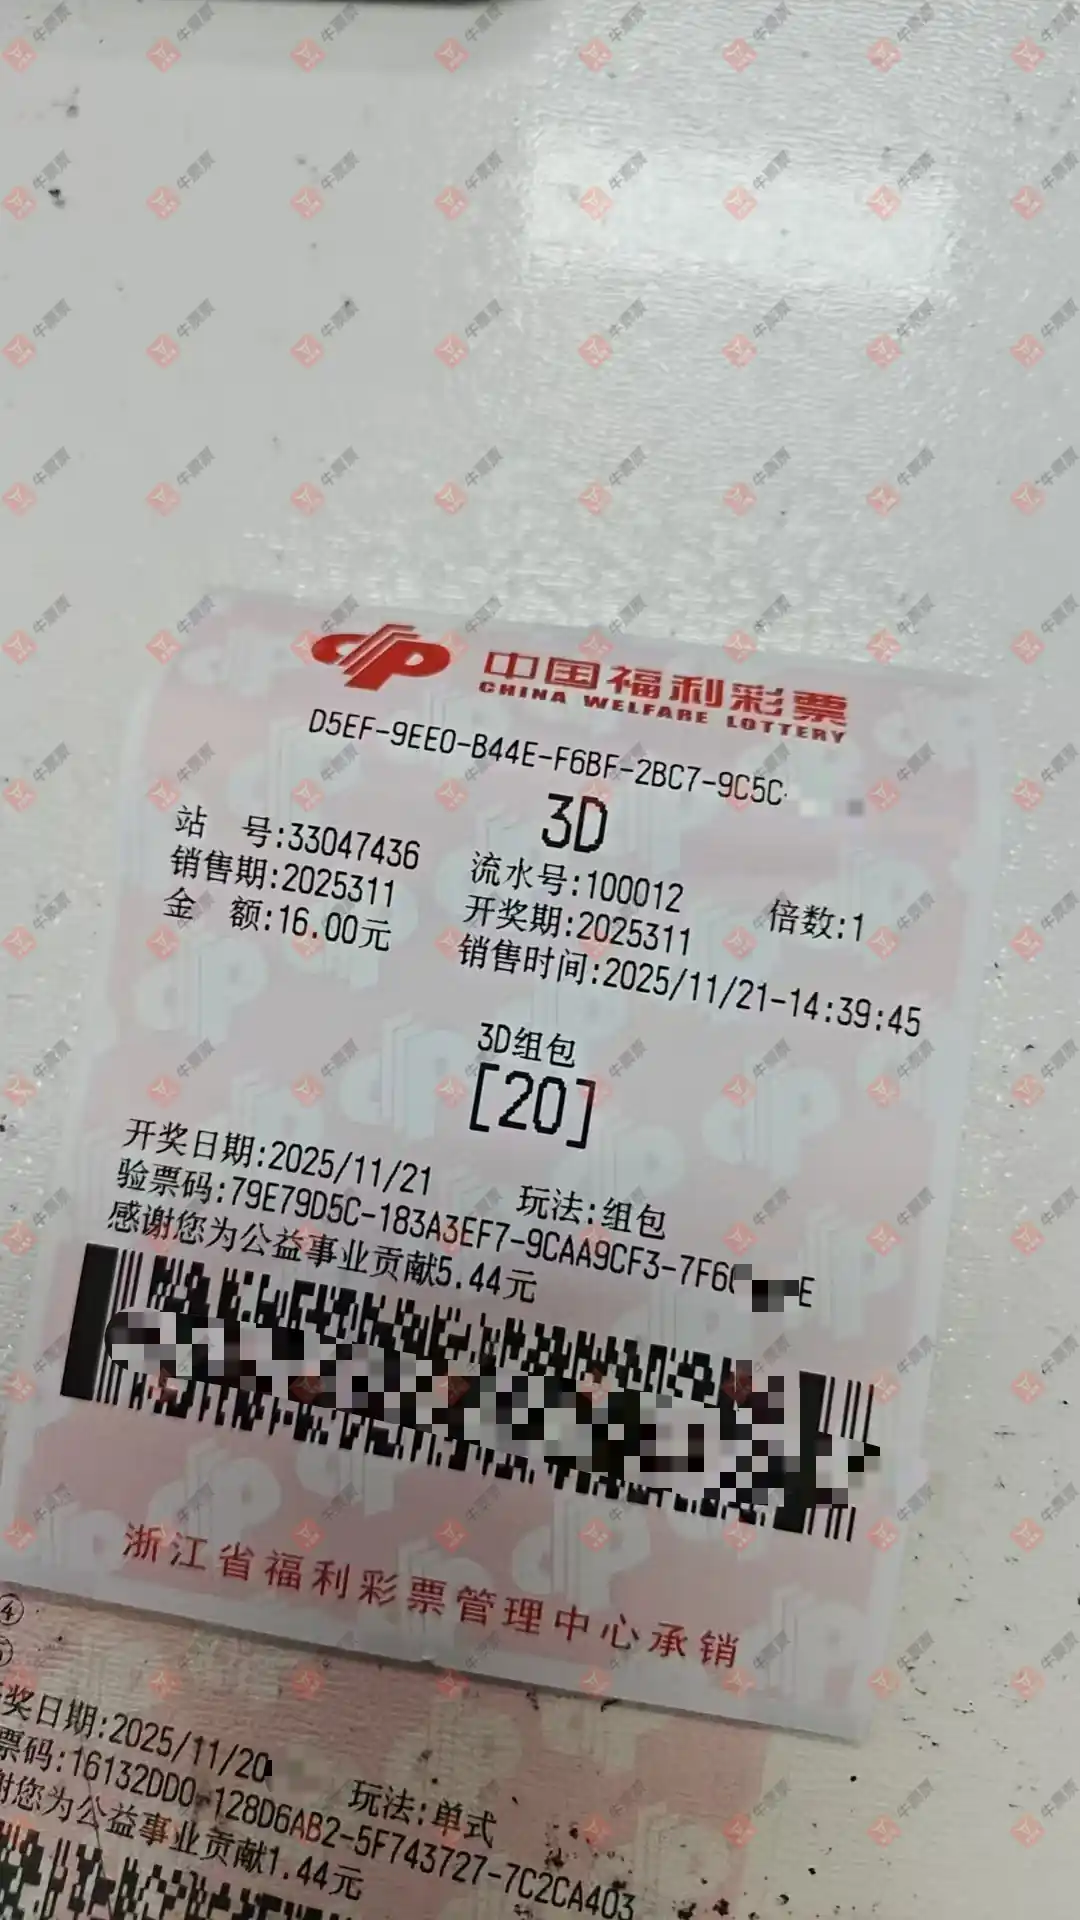 中国福利彩票
CHINA WELFARE LOTTERY
D5EF-9EE0-B44E-F6BF-2BC7-9C5C
3D
站 号:33047436 流水号:100012 倍数:1
销售期:2025311 开奖期:2025311
金 额:16.00元 销售时间:2025/11/21-14:39:45
3D组包
[20]
开奖日期:2025/11/21 玩法:组包
验票码:79E79D5C-183A3EF7-9CAA9CF3-7F6 E
感谢您为公益事业贡献5.44元
浙江省福利彩票管理中心承销
④
奖日期:2025/11/20 玩法:单式
票码:16132DD0-128D6AB2-5F743727-7C2CA403
谢您为公益事业贡献1.44元
牛票票